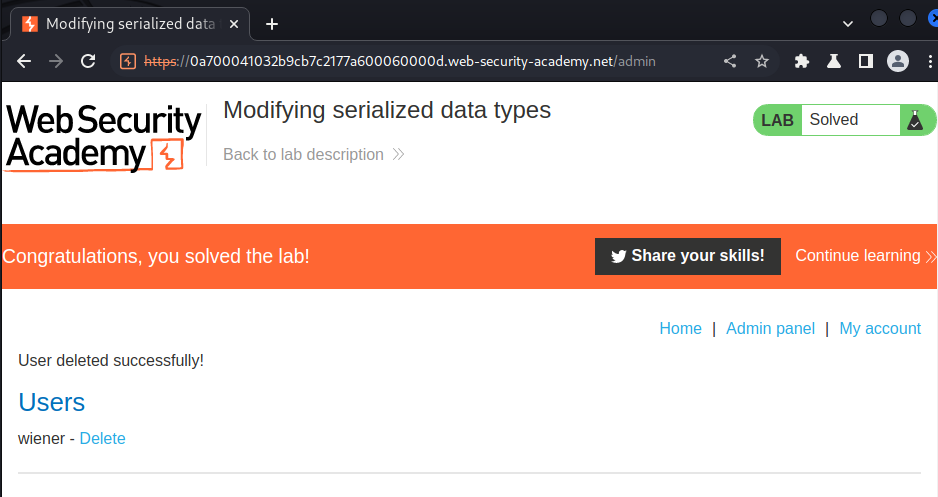 Modifying serialized data
https://0a700041032b9cb7c2177a600060000d.web-security-academy.net/admin
Web Security
Academy
Modifying serialized data types
Back to lab description
LAB Solved
Congratulations, you solved the lab!
Share your skills!
Continue learning
Home | Admin panel | My account
User deleted successfully!
Users
wiener - Delete